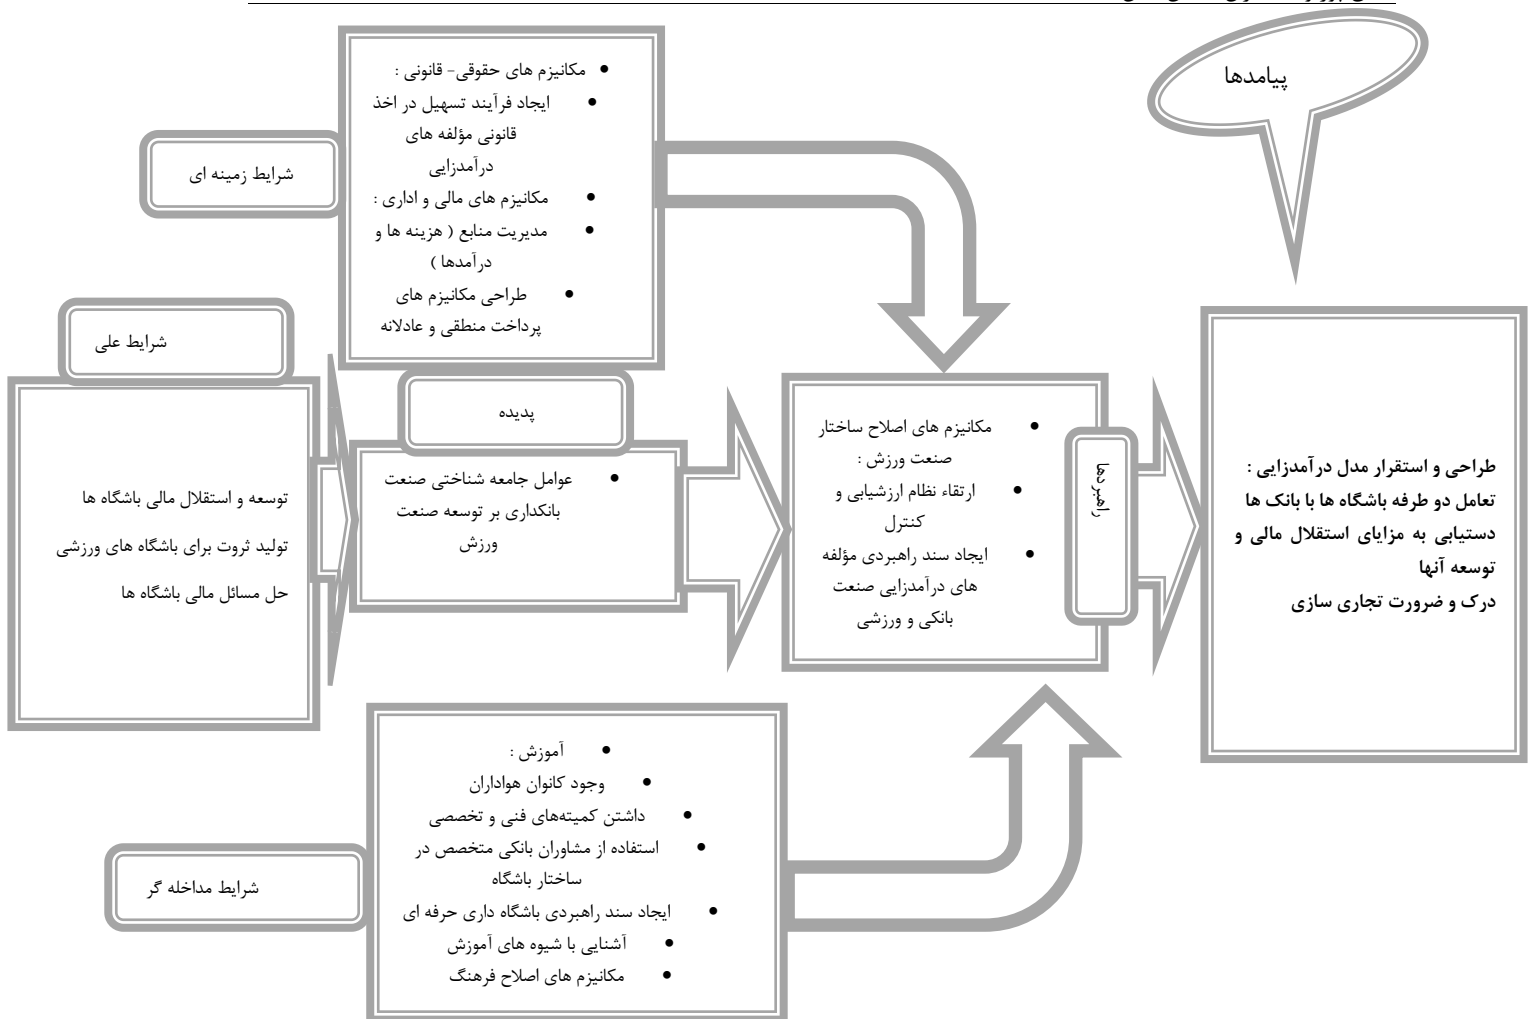 پیامدها
مکانیزم های حقوقی- قانونی :
ایجاد فرآیند تسهیل در اخذ
قانونی مؤلفه های
درآمدزایی
مکانیزم های مالی و اداری :
مدیریت منابع ( هزینه ها و
درآمدها )
طراحی مکانیزم های
پرداخت منطقی و عادلانه
شرایط زمینه ای
شرایط علی
توسعه و استقلال مالی باشگاه ها
تولید ثروت برای باشگاه های ورزشی
حل مسائل مالی باشگاه ها
پدیده
عوامل جامعه شناختی صنعت
بانکداری بر توسعه صنعت
ورزش
مکانیزم های اصلاح ساختار
صنعت ورزش :
ارتقاء نظام ارزشیابی و
کنترل
ایجاد سند راهبردی مؤلفه
های درآمدزایی صنعت
بانکی و ورزشی
راهبردها
طراحی و استقرار مدل درآمدزایی :
تعامل دو طرفه باشگاه ها با بانک ها
دستیابی به مزایای استقلال مالی و
توسعه آنها
درک و ضرورت تجاری سازی
آموزش :
وجود کانوان هواداران
داشتن کمیته‌های فنی و تخصصی
استفاده از مشاوران بانکی متخصص در
ساختار باشگاه
ایجاد سند راهبردی باشگاه داری حرفه ای
آشنایی با شیوه های آموزش
مکانیزم های اصلاح فرهنگ
شرایط مداخله گر